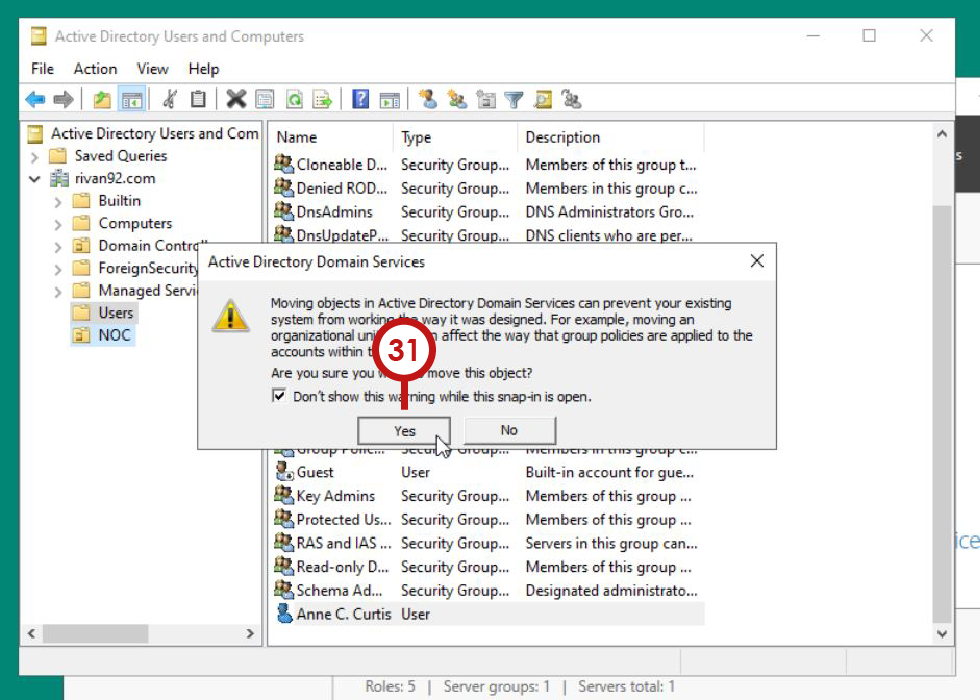 Active Directory Users and Computers
File Action View Help
Active Directory Users and Com
Saved Queries
rivan92.com
Builtin
Computers
Domain Control
ForeignSecurity
Managed Servi
Users
NOC
Name Type Description
Cloneable D... Security Group... Members of this group t...
Denied ROD... Security Group... Members in this group c...
DnsAdmins Security Group... DNS Administrators Gro...
DnsUpdateP... Security Group... DNS clients who are per...
Active Directory Domain Services
Moving objects in Active Directory Domain Services can prevent your existing
system from working the way it was designed. For example, moving an
organizational affect the way that group policies are applied to the
accounts within
Are you sure you move this object?
31
Don't show this warning while this snap-in is open.
Yes No
Group Polic... Security Group... Members in this group c...
Guest User Built-in account for gue...
Key Admins Security Group... Members of this group ...
Protected Us... Security Group... Members of this group ...
RAS and IAS ... Security Group... Servers in this group can...
Read-only D... Security Group... Members of this group ...
Schema Ad... Security Group... Designated administrato...
Anne C. Curtis User
Roles: 5 | Server groups: 1 | Servers total: 1